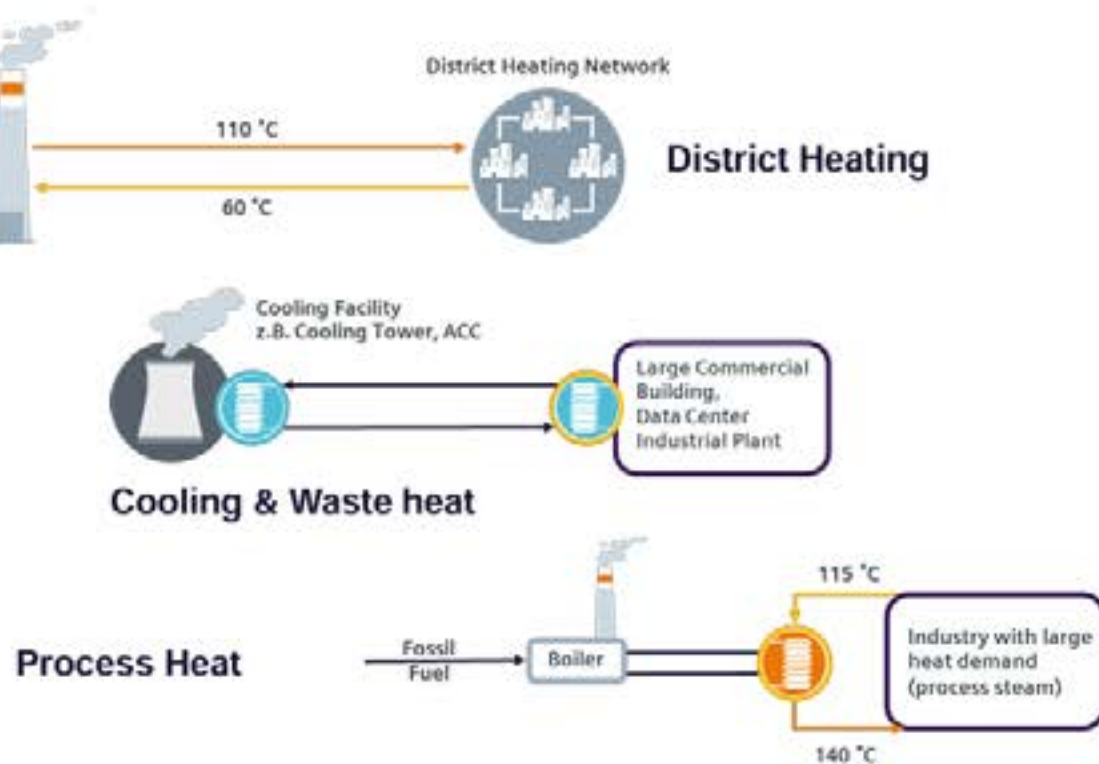 District Heating Network
110 °C
District Heating
60 °C
Cooling Facility
z.B. Cooling Tower, ACC
Large Commercial
Building,
Data Center
Industrial Plant
Cooling & Waste heat
115 °C
Process Heat
Fossil
Fuel
Boiler
Industry with large
heat demand
(process steam)
140 °C